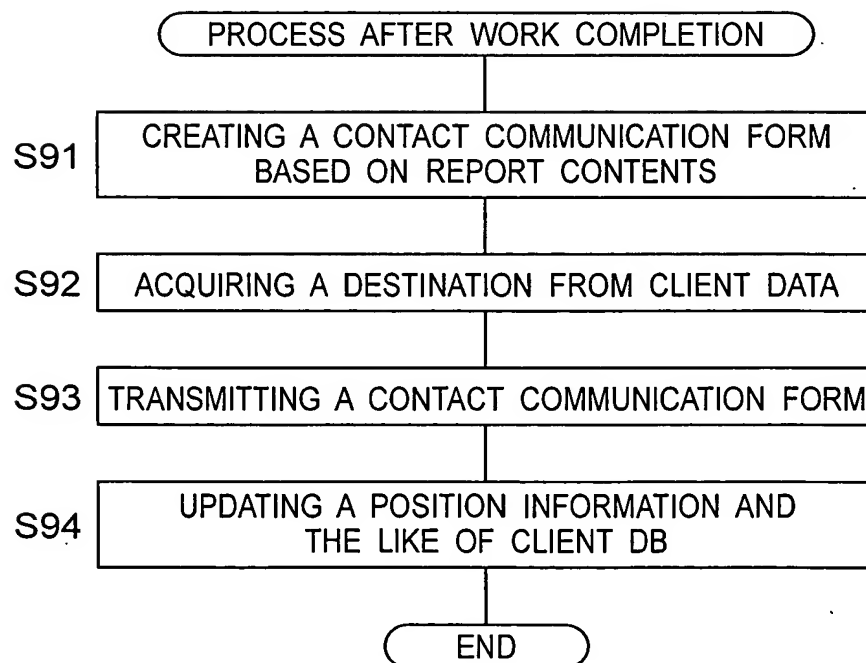 PROCESS AFTER WORK COMPLETION
S91
CREATING A CONTACT COMMUNICATION FORM
BASED ON REPORT CONTENTS
S92
ACQUIRING A DESTINATION FROM CLIENT DATA
S93
TRANSMITTING A CONTACT COMMUNICATION FORM
S94
UPDATING A POSITION INFORMATION AND
THE LIKE OF CLIENT DB
END